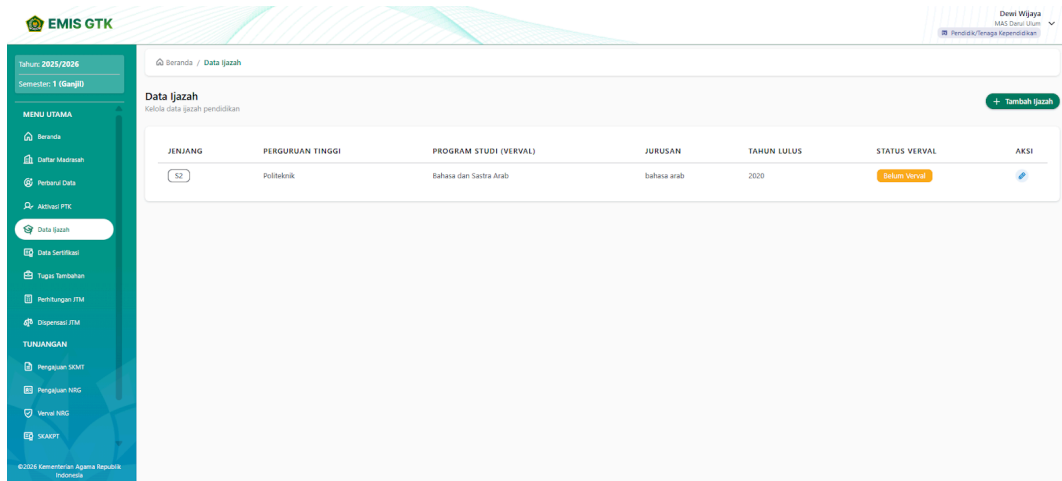 EMIS GTK
Dewi Wijaya
MAS Darul Ulum
Pendidik/Tenaga Kependidikan
Tahun: 2025/2026
Semester: 1 (Ganjil)
Beranda / Data Ijazah
Data Ijazah
Kelola data ijazah pendidikan
+ Tambah Ijazah
MENU UTAMA
Beranda
Daftar Madrasah
Perbarui Data
Aktivasi PTK
Data Ijazah
Data Sertifikasi
Tugas Tambahan
Perhitungan JTM
Dispensasi JTM
TUNJANGAN
Pengajuan SKMT
Pengajuan NRG
Verval NRG
SKAKPT
©2026 Kementerian Agama Republik
Indonesia
JENJANG PERGURUAN TINGGI PROGRAM STUDI (VERVAL) JURUSAN TAHUN LULUS STATUS VERVAL AKSI
S2 Politeknik Bahasa dan Sastra Arab bahasa arab 2020 Belum Verval